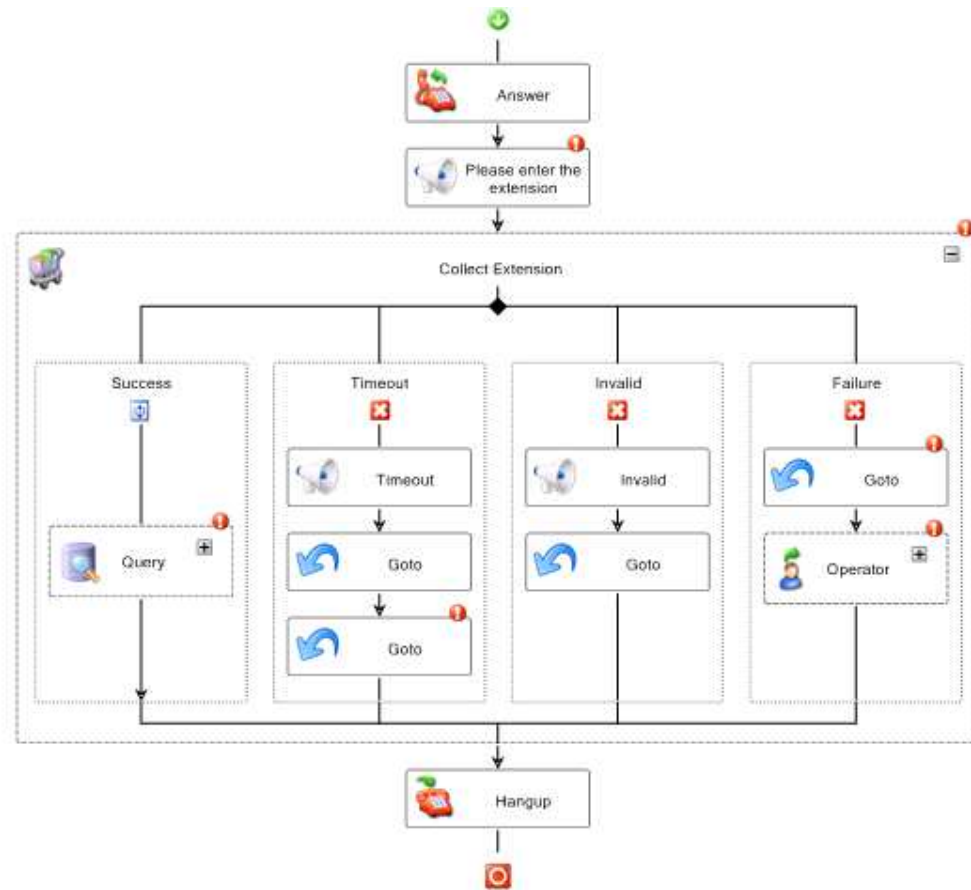 Answer
Please enter the
extension
Collect Extension
Success
Timeout
Invalid
Failure
Timeout
Invalid
Goto
Query
Goto
Goto
Operator
Goto
Hangup